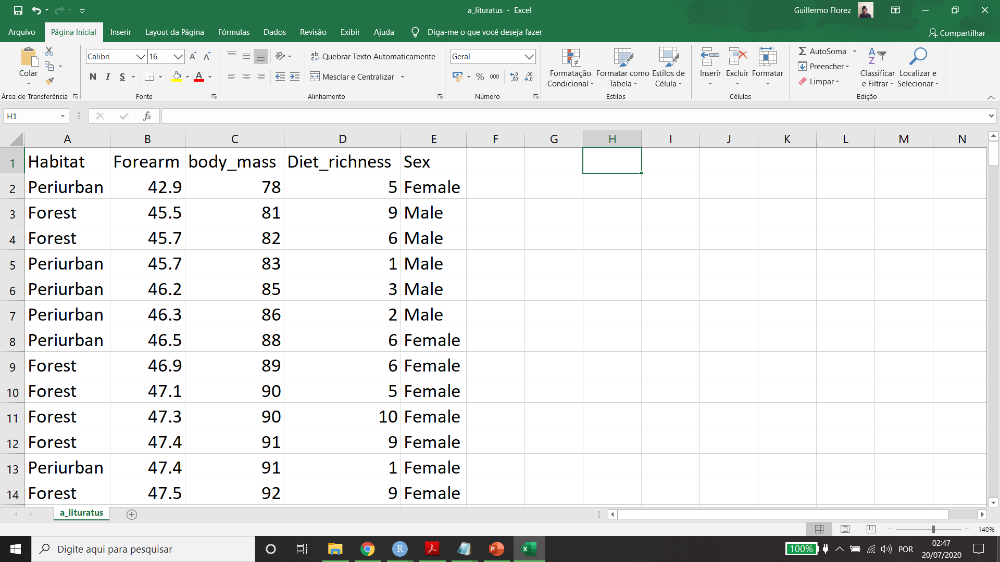 a_lituratus - Excel
Guillermo Florez
Arquivo Página Inicial Inserir Layout da Página Fórmulas Dados Revisão Exibir Ajuda Diga-me o que você deseja fazer Compartilhar
Colar
Área de Transferência
Calibri 16
N I S A
Fonte
ab Quebrar Texto Automaticamente
Mesclar e Centralizar
Alinhamento
Geral
% 000
Número
Formatação Condicional
Formatar como Tabela
Estilos de Célula
Estilos
Inserir Excluir Formatar
Células
AutoSoma
Preencher
Limpar
Classificar e Filtrar
Localizar e Selecionar
Edição
H1 fx
A B C D E F G H I J K L M N
1 Habitat Forearm body_mass Diet_richness Sex
2 Periurban 42.9 78 5 Female
3 Forest 45.5 81 9 Male
4 Forest 45.7 82 6 Male
5 Periurban 45.7 83 1 Male
6 Periurban 46.2 85 3 Male
7 Periurban 46.3 86 2 Male
8 Periurban 46.5 88 6 Female
9 Forest 46.9 89 6 Female
10 Forest 47.1 90 5 Female
11 Forest 47.3 90 10 Female
12 Forest 47.4 91 9 Female
13 Periurban 47.4 91 1 Female
14 Forest 47.5 92 9 Female
a_lituratus
140%
Digite aqui para pesquisar
100%
POR
02:47
20/07/2020